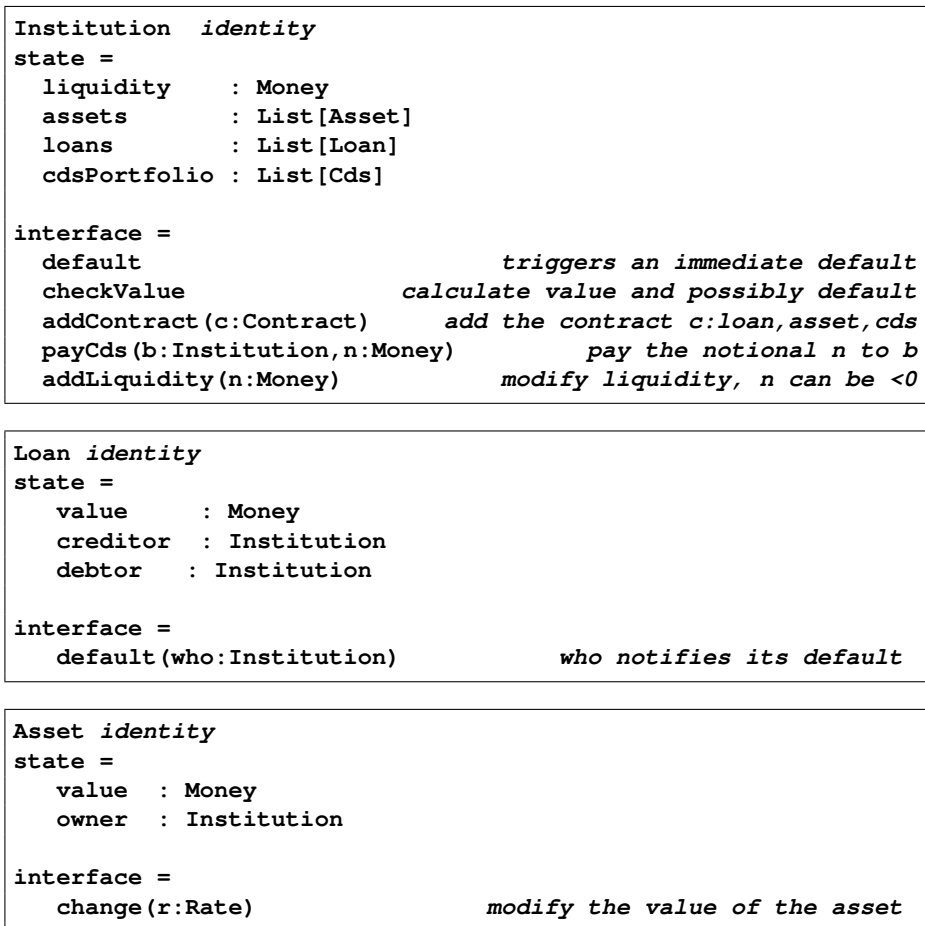 Institution identity
state =
liquidity : Money
assets : List[Asset]
loans : List[Loan]
cdsPortfolio : List[Cds]
interface =
default triggers an immediate default
checkValue calculate value and possibly default
addContract(c:Contract) add the contract c:loan,asset,cds
payCds(b:Institution,n:Money) pay the notional n to b
addLiquidity(n:Money) modify liquidity, n can be <0
Loan identity
state =
value : Money
creditor : Institution
debtor : Institution
interface =
default(who:Institution) who notifies its default
Asset identity
state =
value : Money
owner : Institution
interface =
change(r:Rate) modify the value of the asset